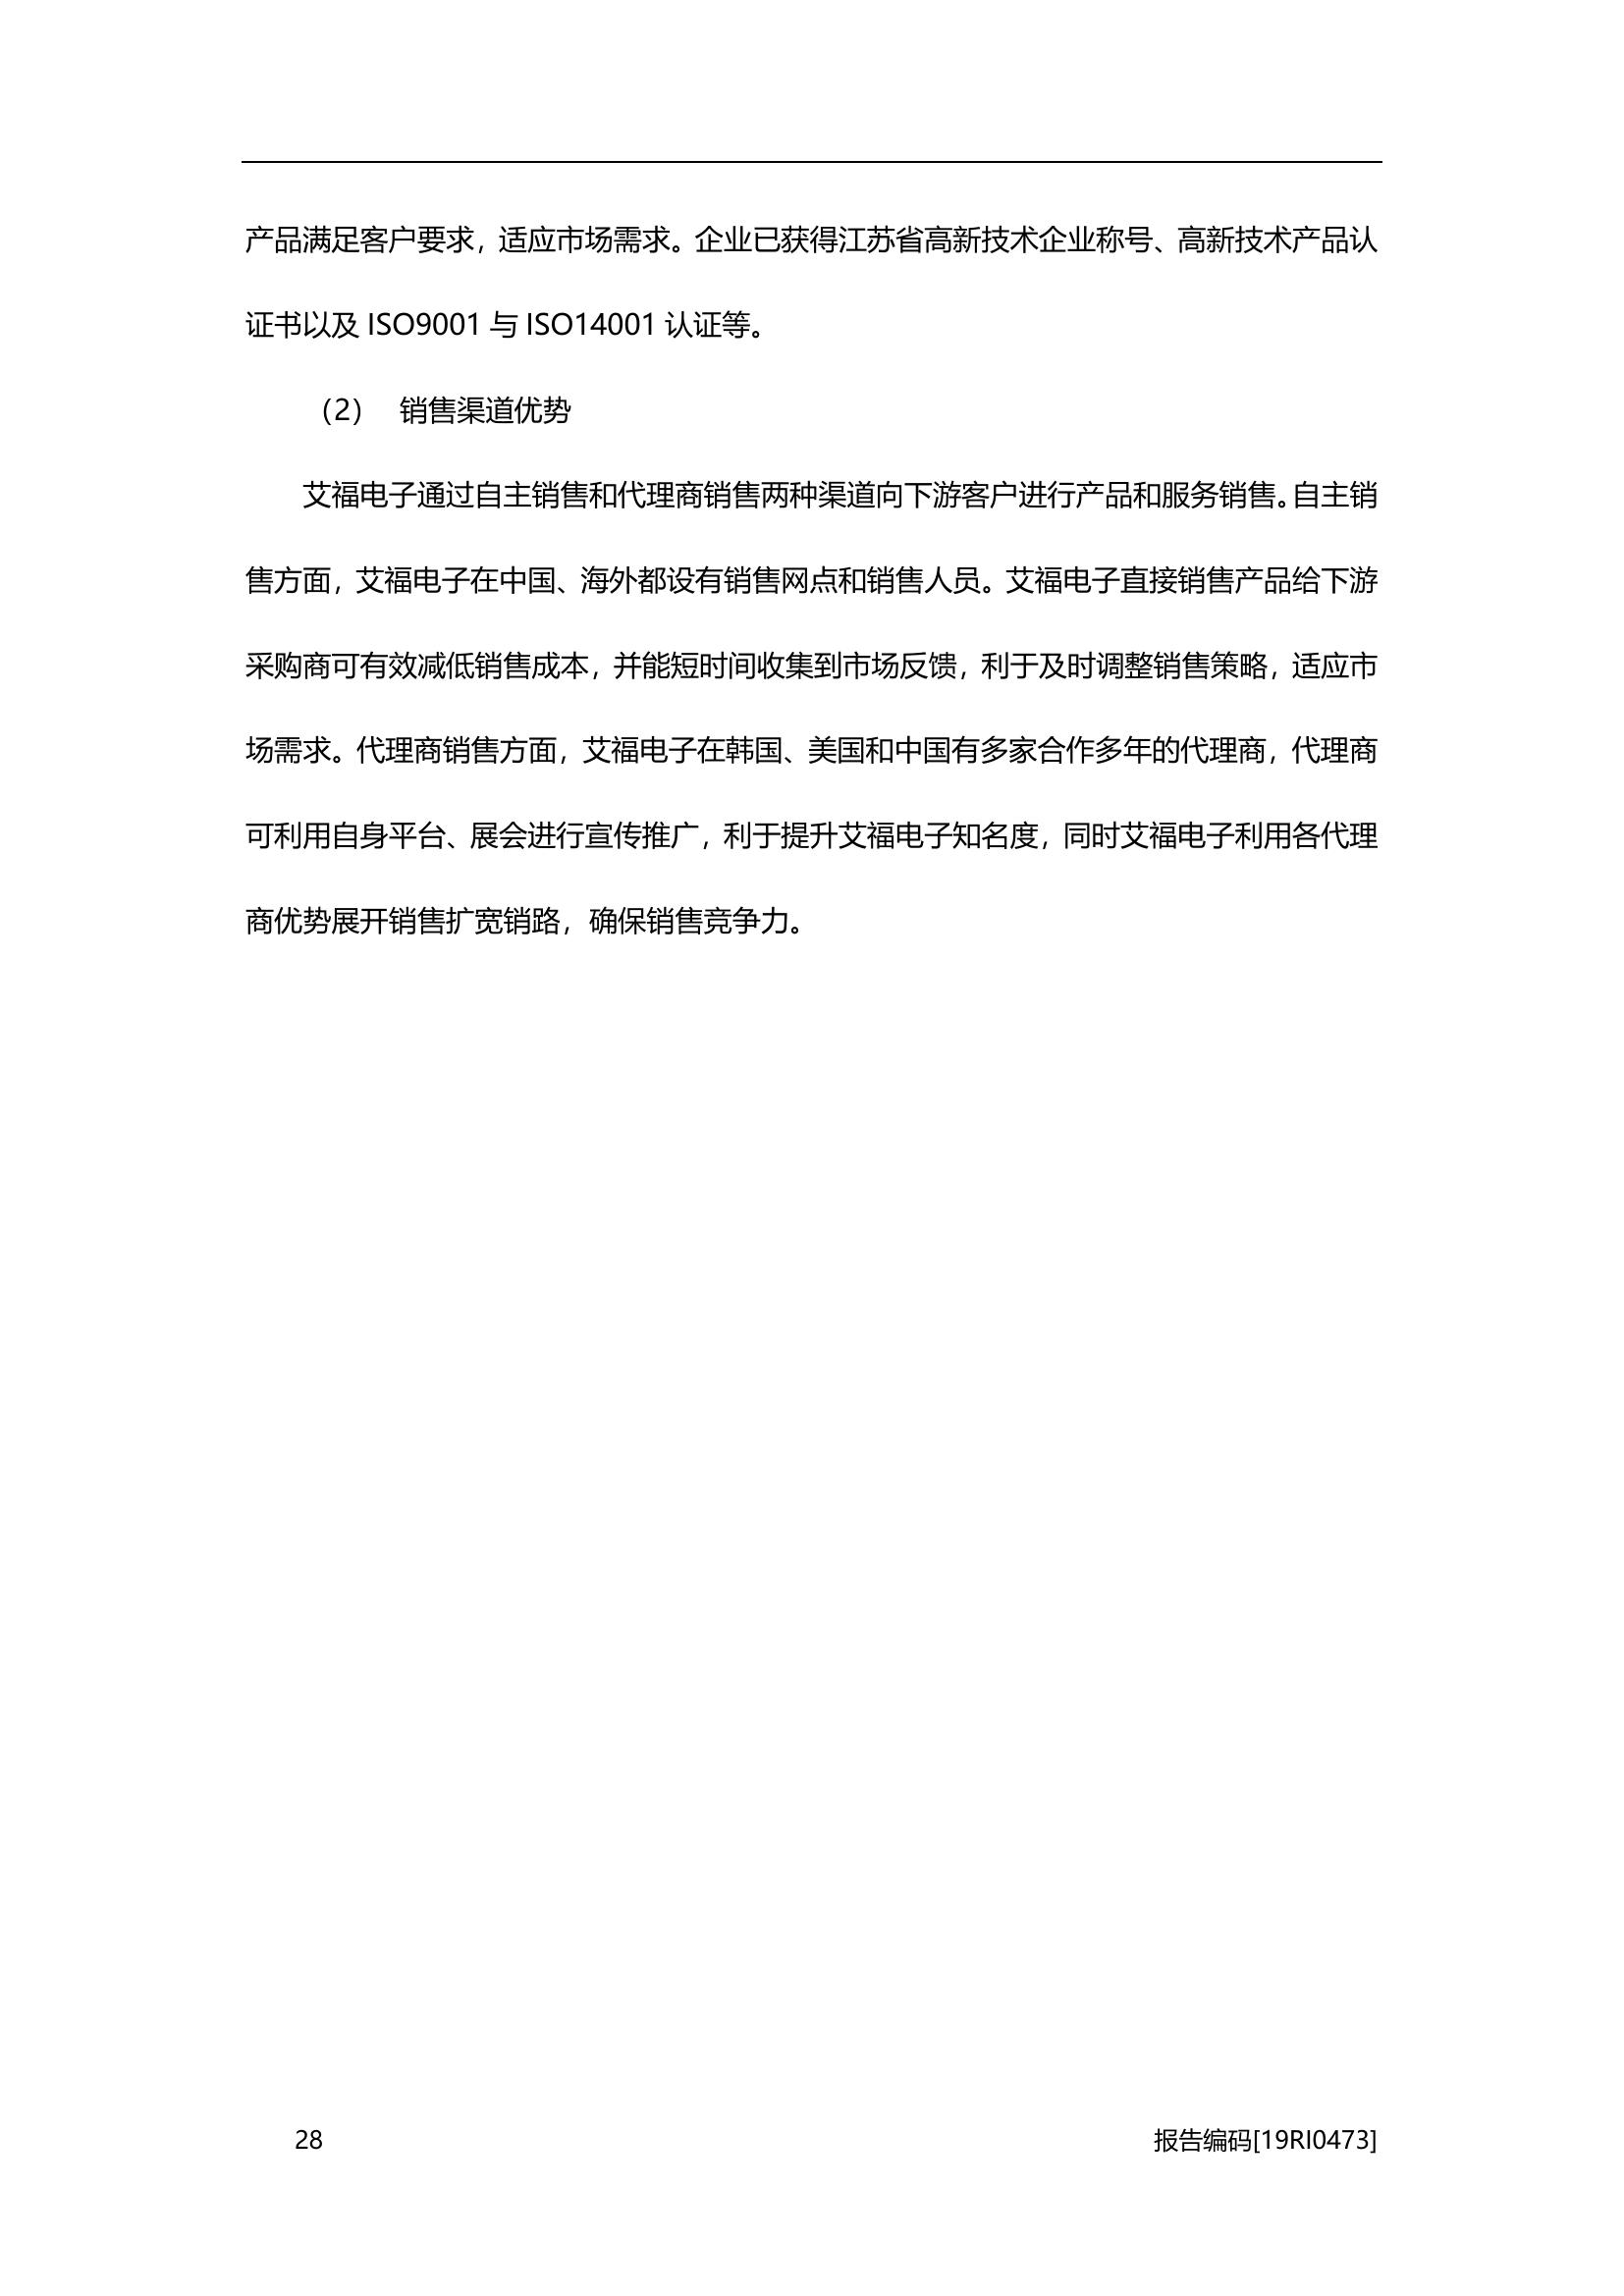 产品满足客户要求，适应市场需求。企业已获得江苏省高新技术企业称号、高新技术产品认
证书以及 ISO9001 与 ISO14001 认证等。
（2） 销售渠道优势
艾福电子通过自主销售和代理商销售两种渠道向下游客户进行产品和服务销售。自主销
售方面，艾福电子在中国、海外都设有销售网点和销售人员。艾福电子直接销售产品给下游
采购商可有效减低销售成本，并能短时间收集到市场反馈，利于及时调整销售策略，适应市
场需求。代理商销售方面，艾福电子在韩国、美国和中国有多家合作多年的代理商，代理商
可利用自身平台、展会进行宣传推广，利于提升艾福电子知名度，同时艾福电子利用各代理
商优势展开销售扩宽销路，确保销售竞争力。
28 报告编码[19RI0473]